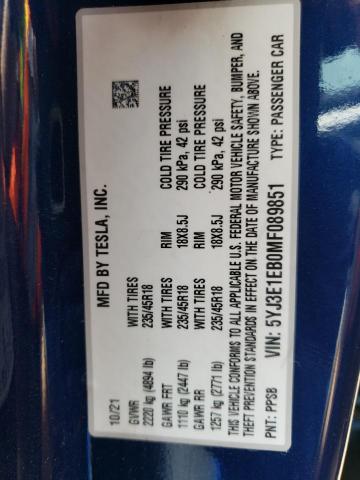 MFD BY TESLA, INC.
10/21
GVWR
2220 kg (4894 lb)
GAWR FRT WITH TIRES RIM COLD TIRE PRESSURE
1110 kg (2447 lb) 235/45R18 18X8.5J 290 kPa, 42 psi
GAWR RR WITH TIRES RIM COLD TIRE PRESSURE
1257 kg (2771 lb) 235/45R18 18X8.5J 290 kPa, 42 psi
THIS VEHICLE CONFORMS TO ALL APPLICABLE U.S. FEDERAL MOTOR VEHICLE SAFETY, BUMPER, AND
THEFT PREVENTION STANDARDS IN EFFECT ON THE DATE OF MANUFACTURE SHOWN ABOVE.
PNT: PPSB VIN: 5YJ3E1EB0MF089851 TYPE: PASSENGER CAR